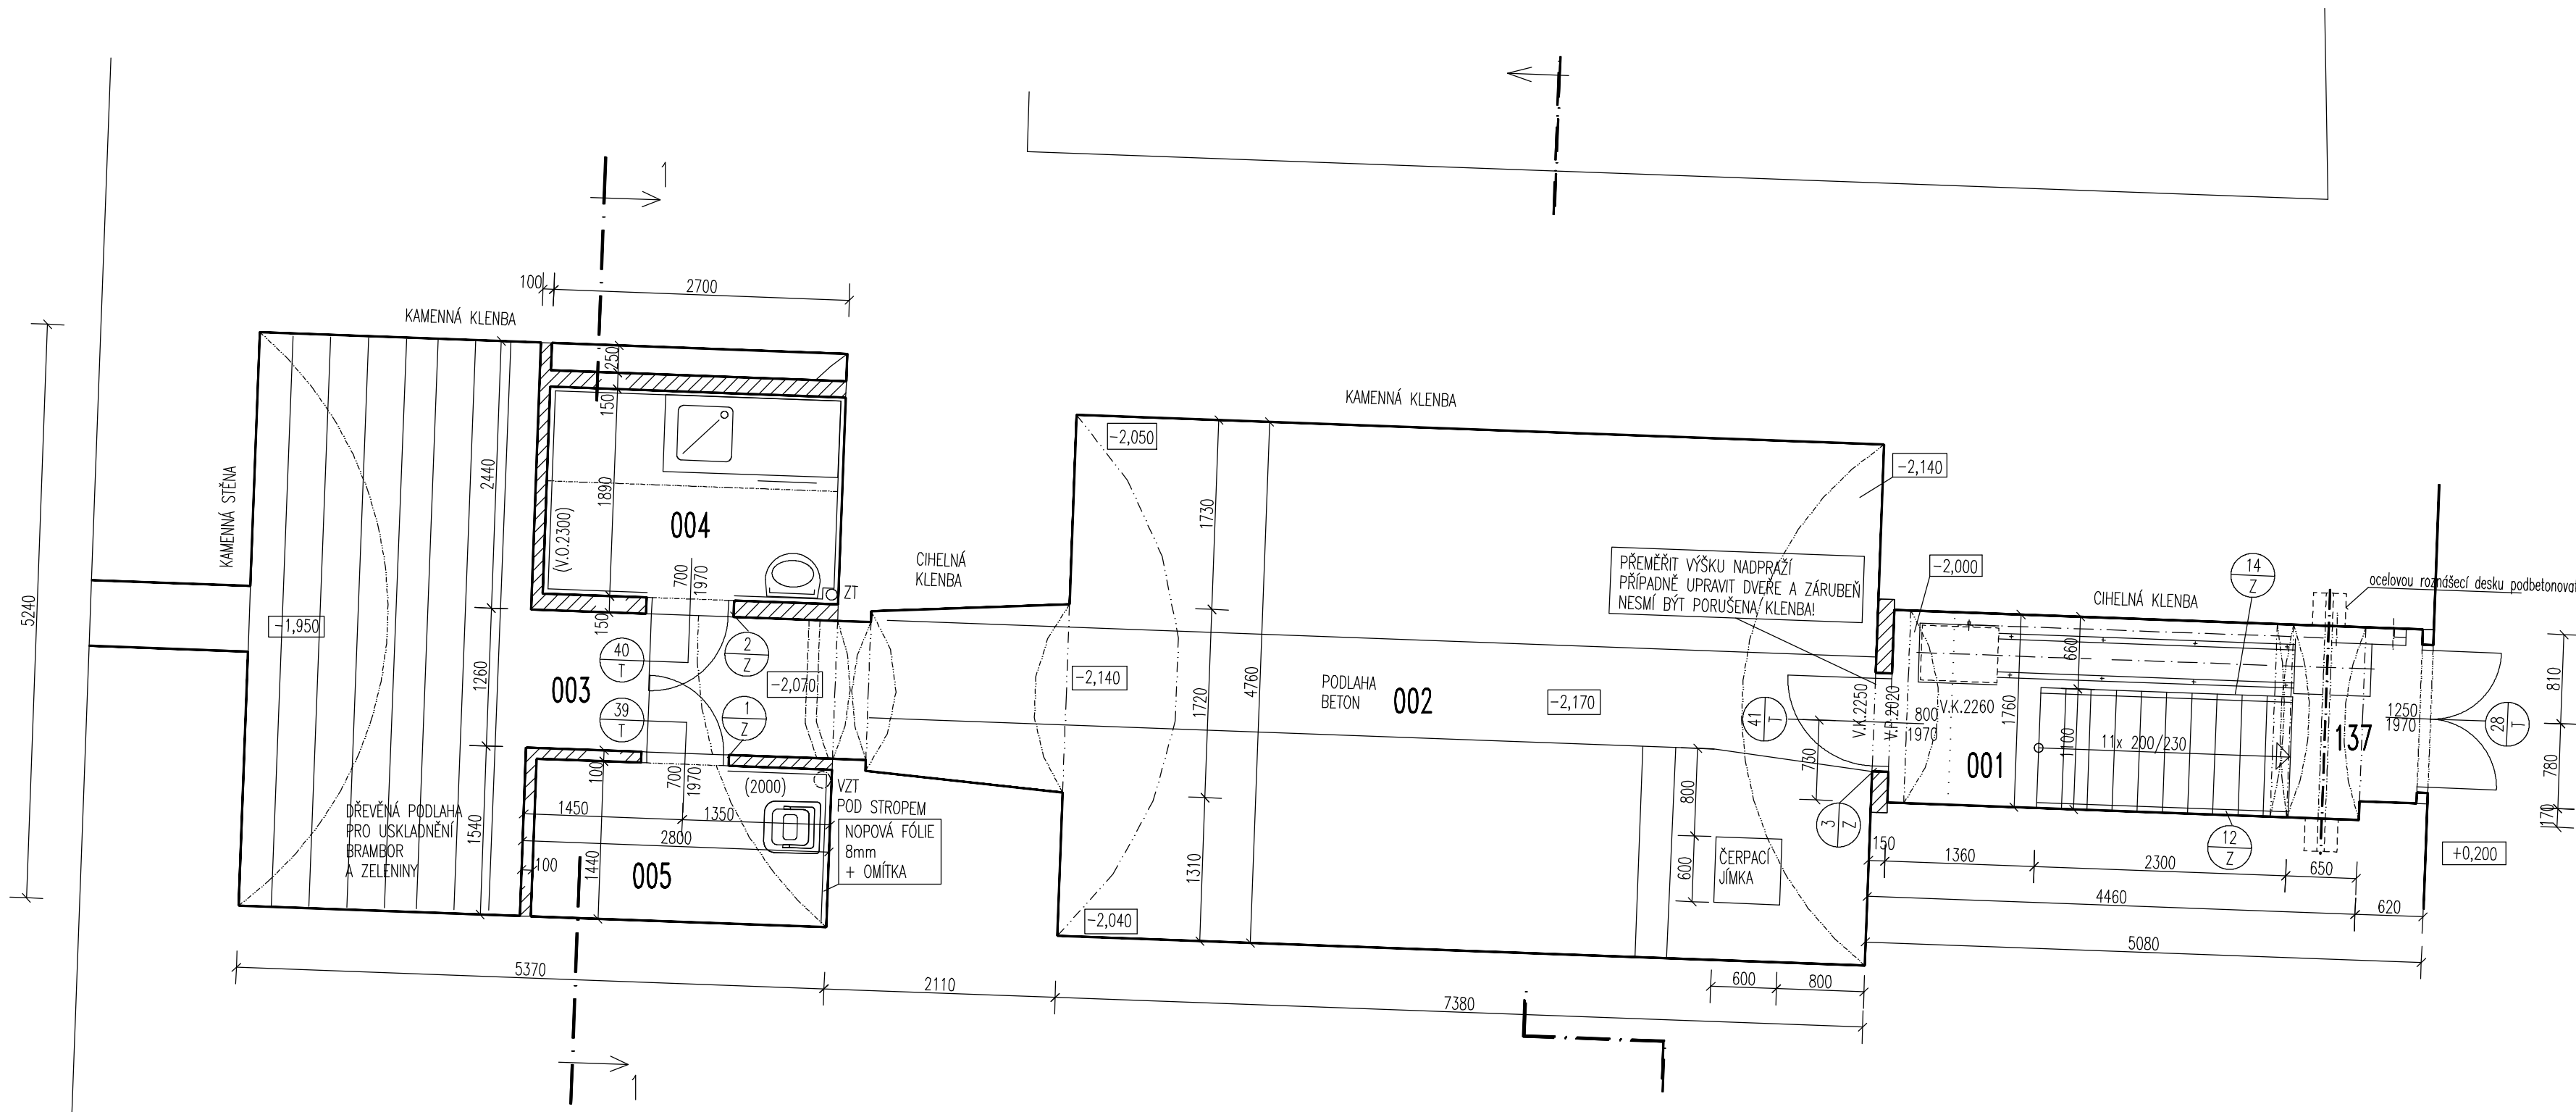 1
100
2700
KAMENNÁ KLENBA
250
150
5240
2440
1890
KAMENNÁ STĚNA
(V.O.2300)
004
700
1970
ZT
CIHELNÁ
KLENBA
KAMENNÁ KLENBA
-2,050
-2,140
1730
PŘEMĚŘIT VÝŠKU NADPRAŽÍ
PŘÍPADNĚ UPRAVIT DVEŘE A ZÁRUBEŇ
NESMÍ BÝT PORUŠENA KLENBA!
-2,000
14
Z
ocelovou roznášecí desku podbetonovat
CIHELNÁ KLENBA
-1,950
150
40
T
2
Z
1260
003
-2,070
39
T
1
Z
-2,140
1720
4760
PODLAHA
BETON
002
-2,170
41
T
V.K.2250
V.P.2020
800
1970
V.K.2260
1760
660
1100
11x 200/230
001
137
1250
1970
28
T
810
780
170
730
100
700
1970
(2000)
VZT
POD STROPEM
DŘEVĚNÁ PODLAHA
PRO USKLADNĚNÍ
BRAMBOR
A ZELENINY
1540
1450
1350
2800
NOPOVÁ FÓLIE
8mm
+ OMÍTKA
100
1440
005
1310
-2,040
800
600
ČERPACÍ
JÍMKA
3
Z
12
Z
150
1360
2300
650
+0,200
4460
620
5080
5370
2110
7380
600
800
1